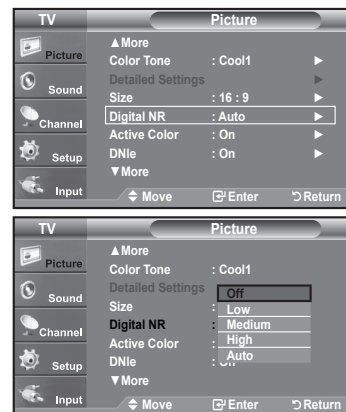 TV Picture
▲More
Picture
Color Tone : Cool1 ►
Detailed Settings ►
Sound
Size : 16 : 9 ►
Digital NR : Auto ►
Channel
Active Color : On ►
Setup
DNIe : On ►
▼More
Input
Move Enter Return
TV Picture
▲More
Picture
Color Tone : Cool1
Detailed Settings
Off
Sound
Size : Low
Digital NR : Medium
Channel
Active Color : High
Auto
Setup
DNIe : On
▼More
Input
Move Enter Return